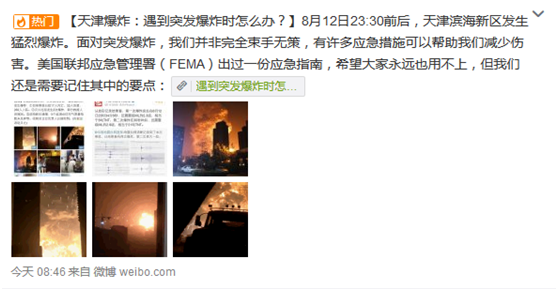 热门 【天津爆炸：遇到突发爆炸时怎么办？】8月12日23:30前后，天津滨海新区发生
猛烈爆炸。面对突发爆炸，我们并非完全束手无策，有许多应急措施可以帮助我们减少伤
害。美国联邦应急管理署（FEMA）出过一份应急指南，希望大家永远也用不上，但我们
还是需要记住其中的要点： 遇到突发爆炸时怎...
今天 08:46 来自 微博 weibo.com